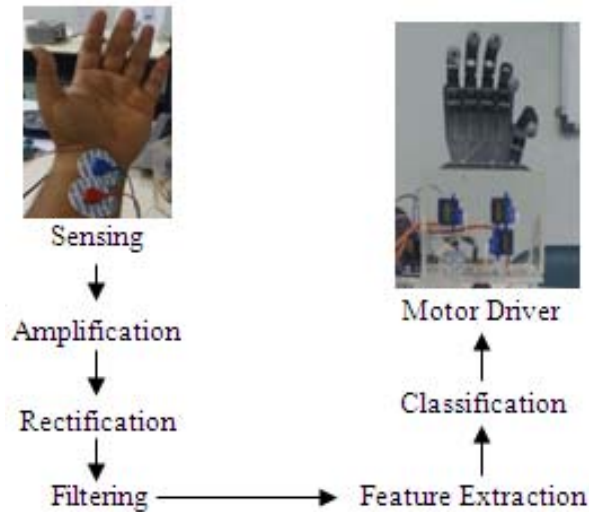 Sensing
Amplification
Rectification
Filtering
Feature Extraction
Classification
Motor Driver